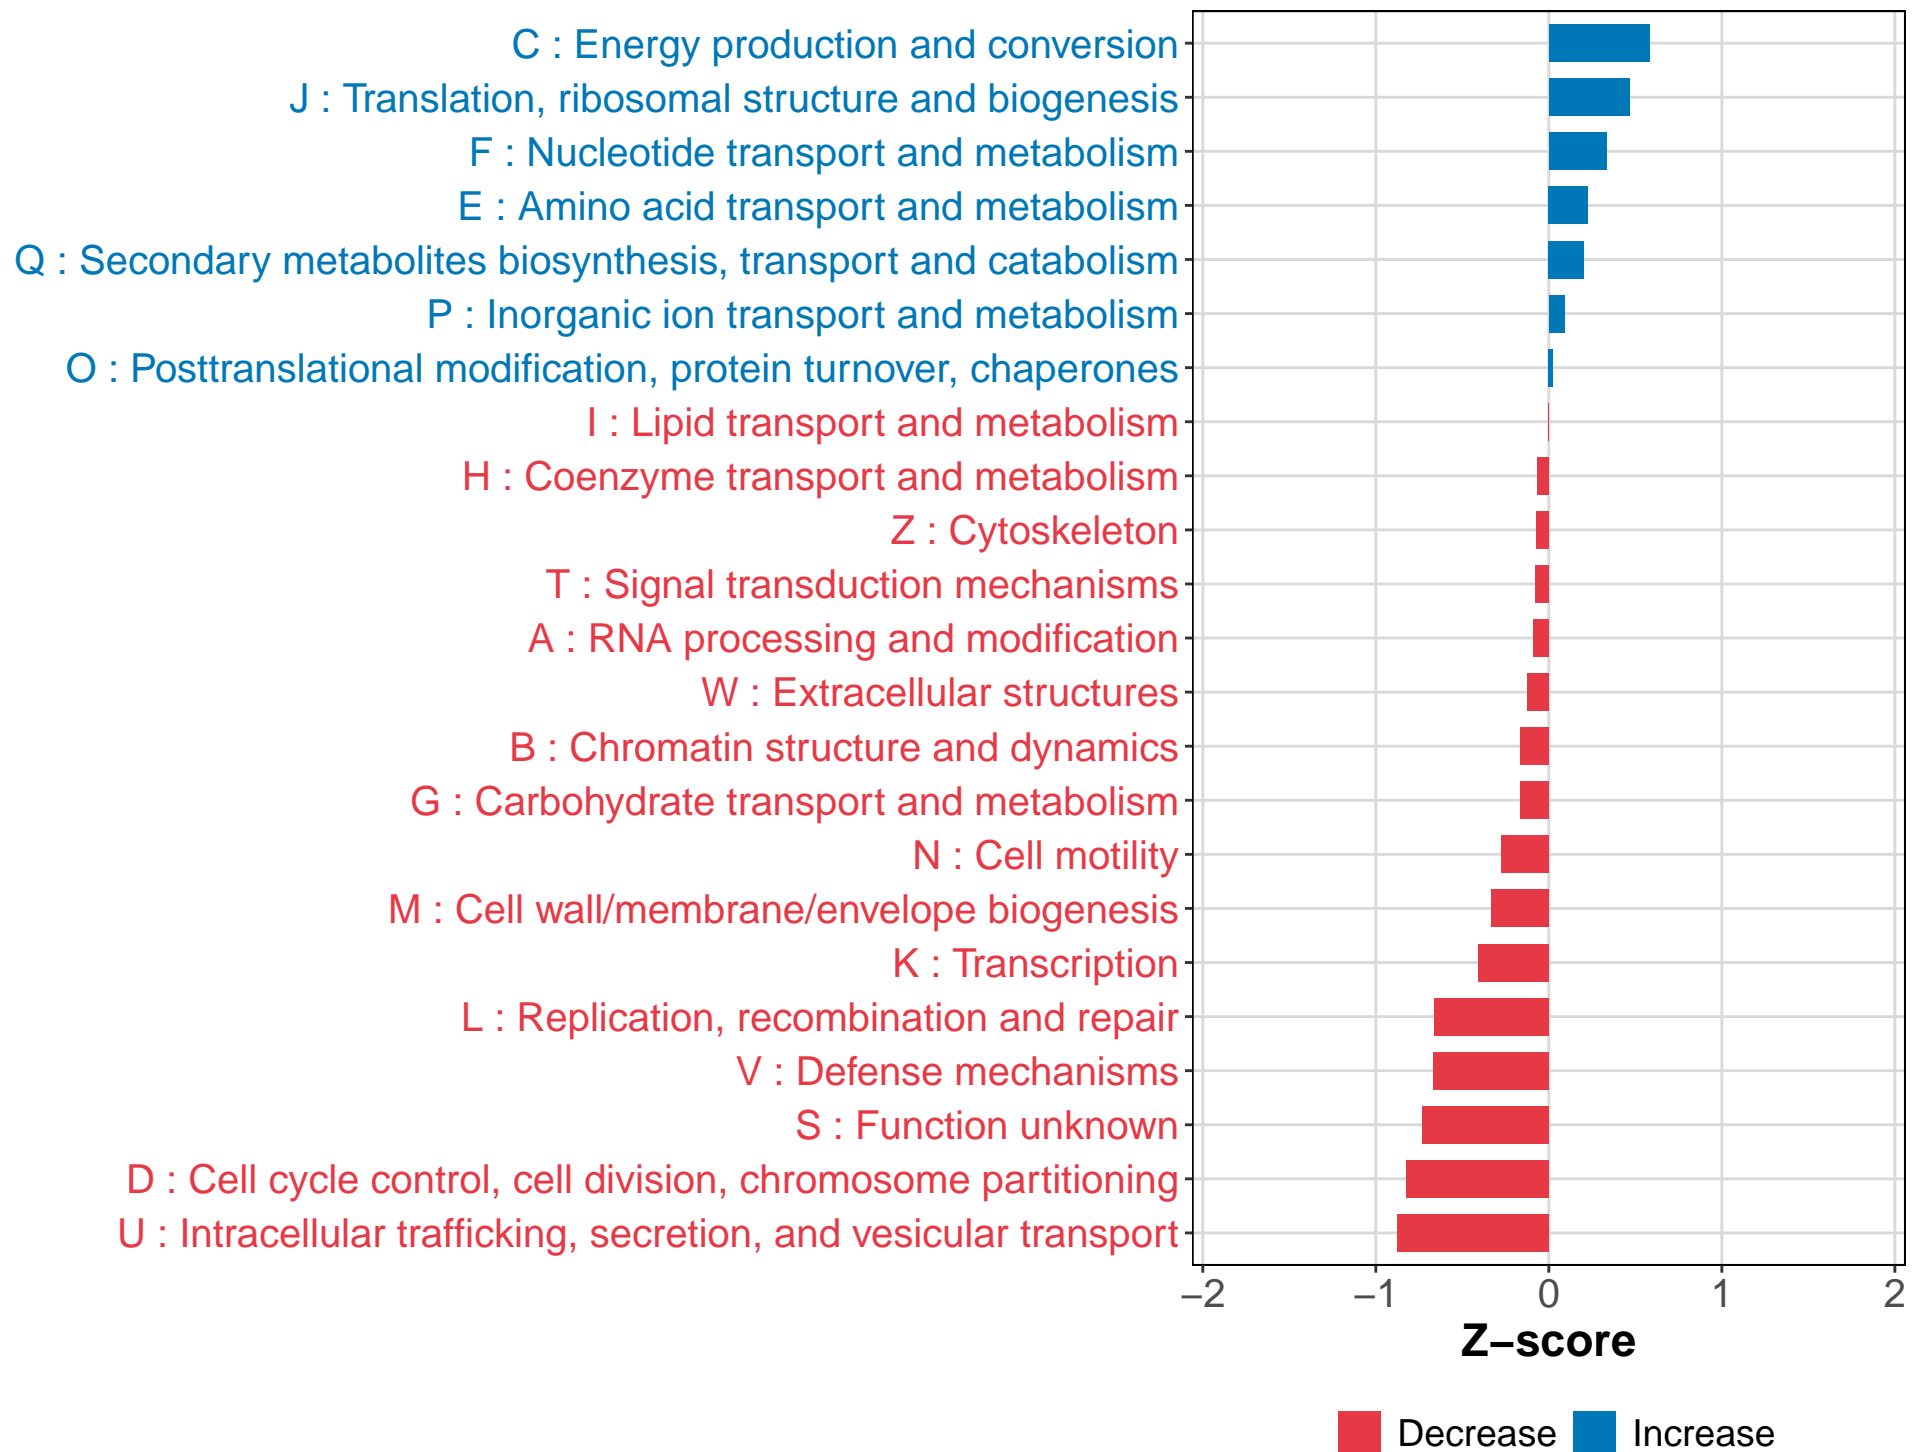 C : Energy production and conversion
J : Translation, ribosomal structure and biogenesis
F : Nucleotide transport and metabolism
E : Amino acid transport and metabolism
Q : Secondary metabolites biosynthesis, transport and catabolism
P : Inorganic ion transport and metabolism
O : Posttranslational modification, protein turnover, chaperones
I : Lipid transport and metabolism
H : Coenzyme transport and metabolism
Z : Cytoskeleton
T : Signal transduction mechanisms
A : RNA processing and modification
W : Extracellular structures
B : Chromatin structure and dynamics
G : Carbohydrate transport and metabolism
N : Cell motility
M : Cell wall/membrane/envelope biogenesis
K : Transcription
L : Replication, recombination and repair
V : Defense mechanisms
S : Function unknown
D : Cell cycle control, cell division, chromosome partitioning
U : Intracellular trafficking, secretion, and vesicular transport
−2 −1 0 1 2
Z−score
Decrease Increase